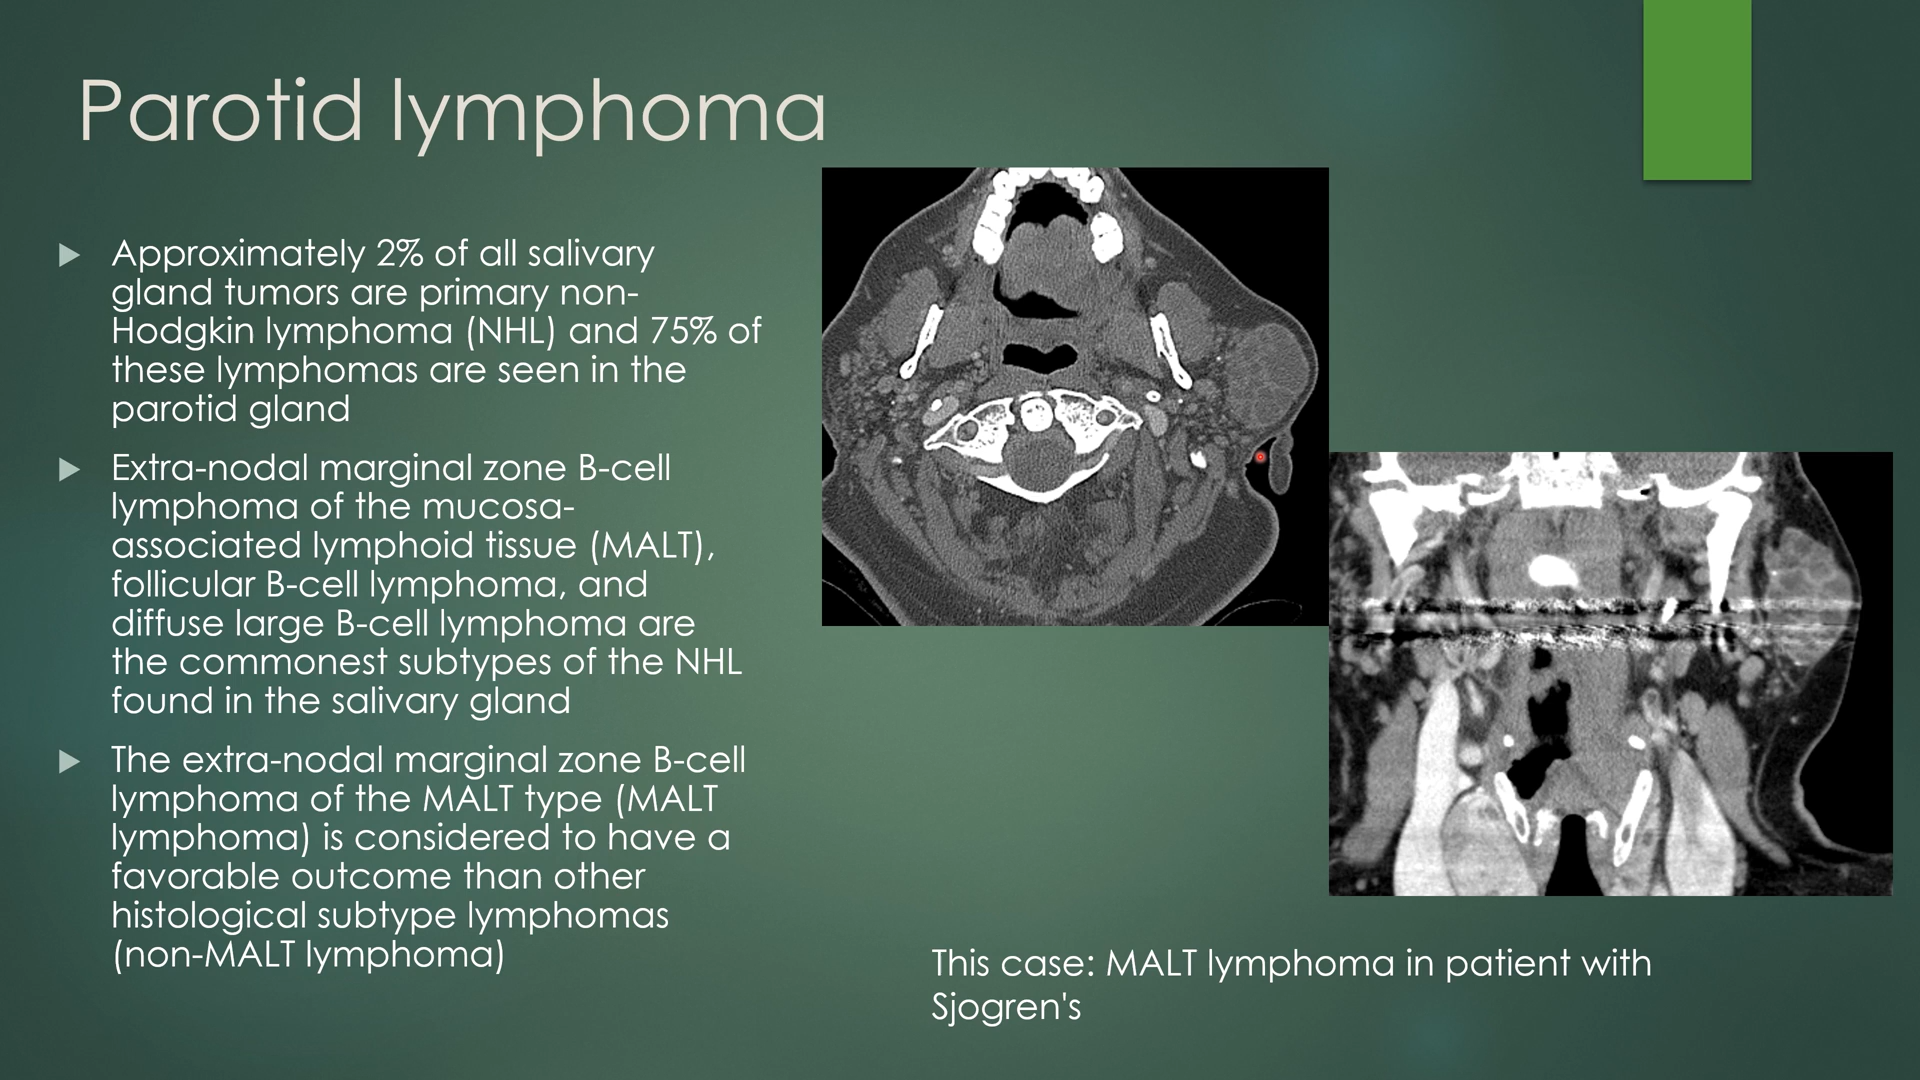 Parotid lymphoma
Approximately 2% of all salivary
gland tumors are primary non-
Hodgkin lymphoma (NHL) and 75% of
these lymphomas are seen in the
parotid gland
Extra-nodal marginal zone B-cell
lymphoma of the mucosa-
associated lymphoid tissue (MALT),
follicular B-cell lymphoma, and
diffuse large B-cell lymphoma are
the commonest subtypes of the NHL
found in the salivary gland
The extra-nodal marginal zone B-cell
lymphoma of the MALT type (MALT
lymphoma) is considered to have a
favorable outcome than other
histological subtype lymphomas
(non-MALT lymphoma)
This case: MALT lymphoma in patient with
Sjogren's